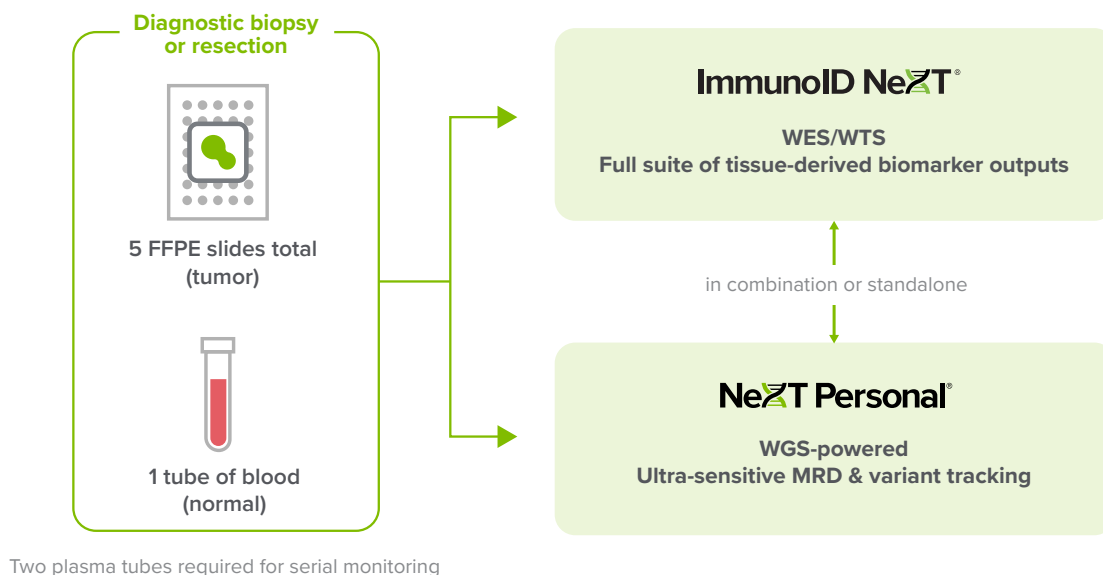 Diagnostic biopsy
or resection
5 FFPE slides total
(tumor)
1 tube of blood
(normal)
ImmunoID NeXT®
WES/WTS
Full suite of tissue-derived biomarker outputs
in combination or standalone
NeXT Personal®
WGS-powered
Ultra-sensitive MRD & variant tracking
Two plasma tubes required for serial monitoring